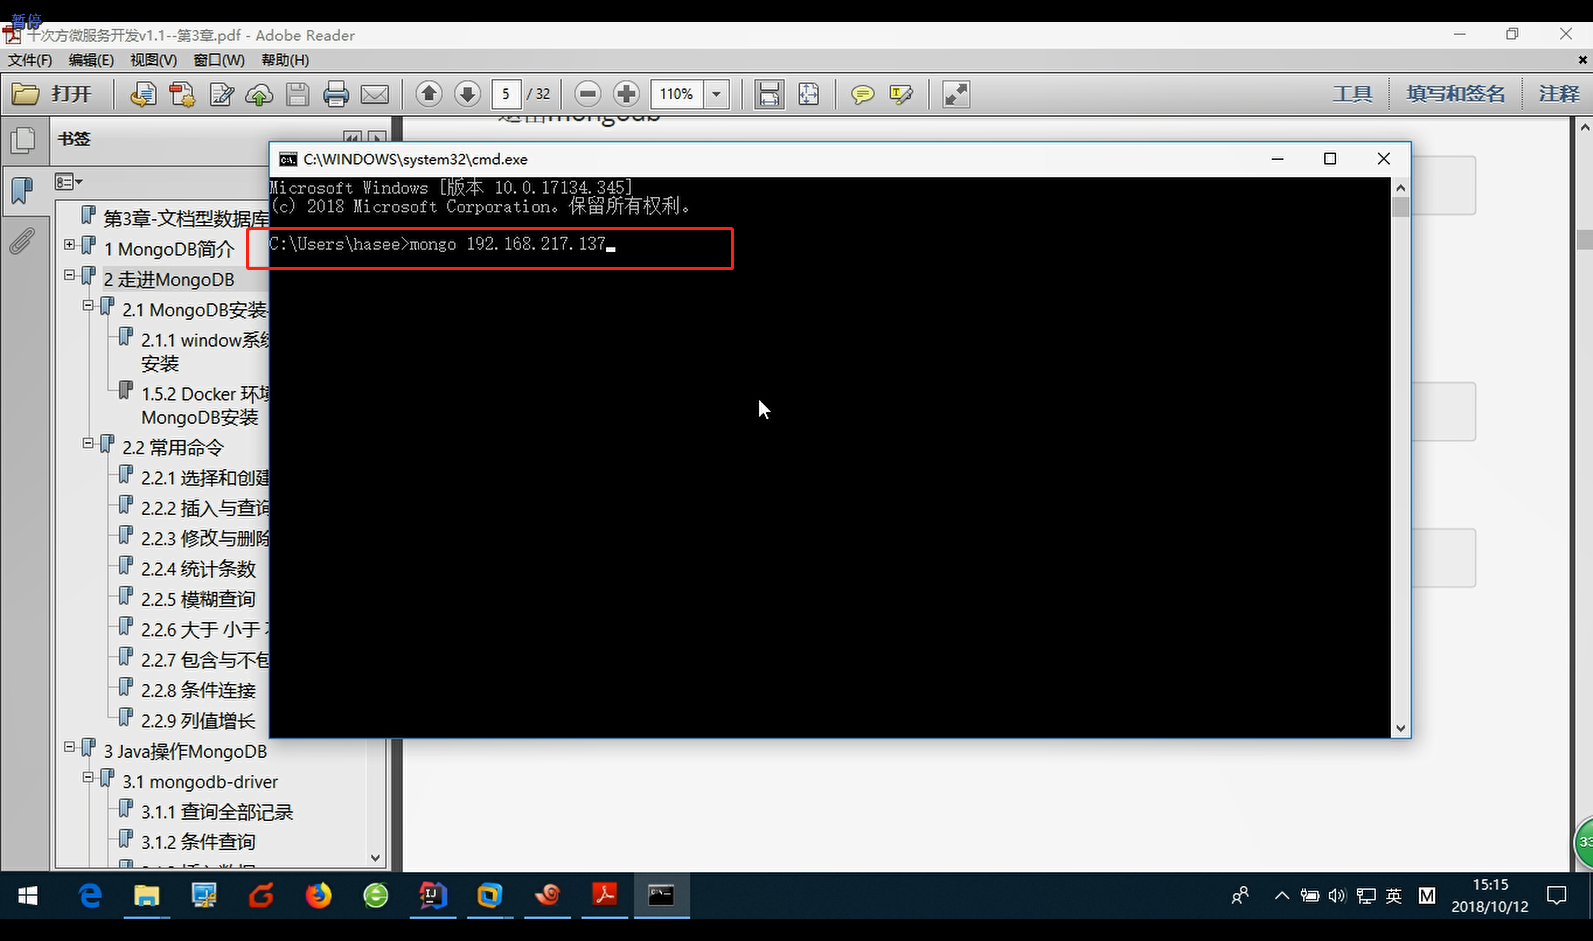 暂停
十次方微服务开发v1.1--第3章.pdf - Adobe Reader
文件(F) 编辑(E) 视图(V) 窗口(W) 帮助(H)
打开 5 / 32 110% 工具 填写和签名 注释
书签
C:\WINDOWS\system32\cmd.exe
Microsoft Windows [版本 10.0.17134.345]
(c) 2018 Microsoft Corporation。保留所有权利。
C:\Users\hasee>mongo 192.168.217.137
第3章-文档型数据库
1 MongoDB简介
2 走进MongoDB
2.1 MongoDB安装
2.1.1 window系统
安装
1.5.2 Docker 环境
MongoDB安装
2.2 常用命令
2.2.1 选择和创建
2.2.2 插入与查询
2.2.3 修改与删除
2.2.4 统计条数
2.2.5 模糊查询
2.2.6 大于 小于
2.2.7 包含与不包
2.2.8 条件连接
2.2.9 列值增长
3 Java操作MongoDB
3.1 mongodb-driver
3.1.1 查询全部记录
3.1.2 条件查询
33
英 M 15:15
2018/10/12